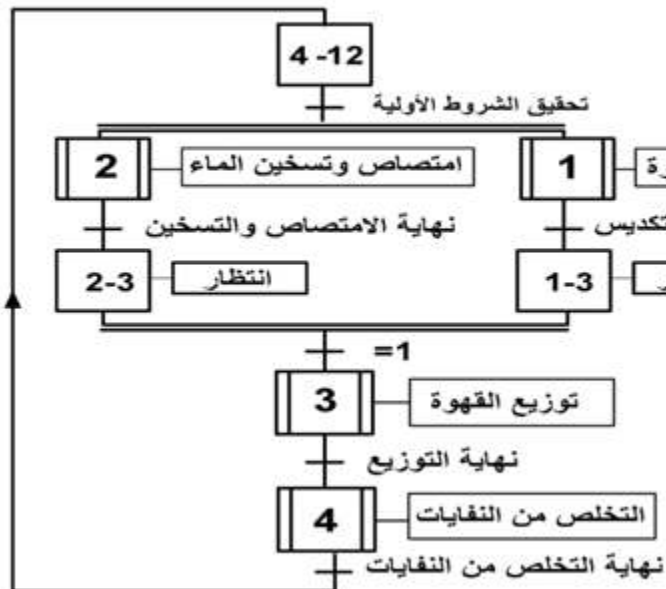 4 -12
تحقيق الشروط الأولية
1
2
امتصاص وتسخين الماء
تكديس
نهاية الامتصاص والتسخين
1-3
2-3
انتظار
=1
3
توزيع القهوة
نهاية التوزيع
4
التخلص من النفايات
نهاية التخلص من النفايات